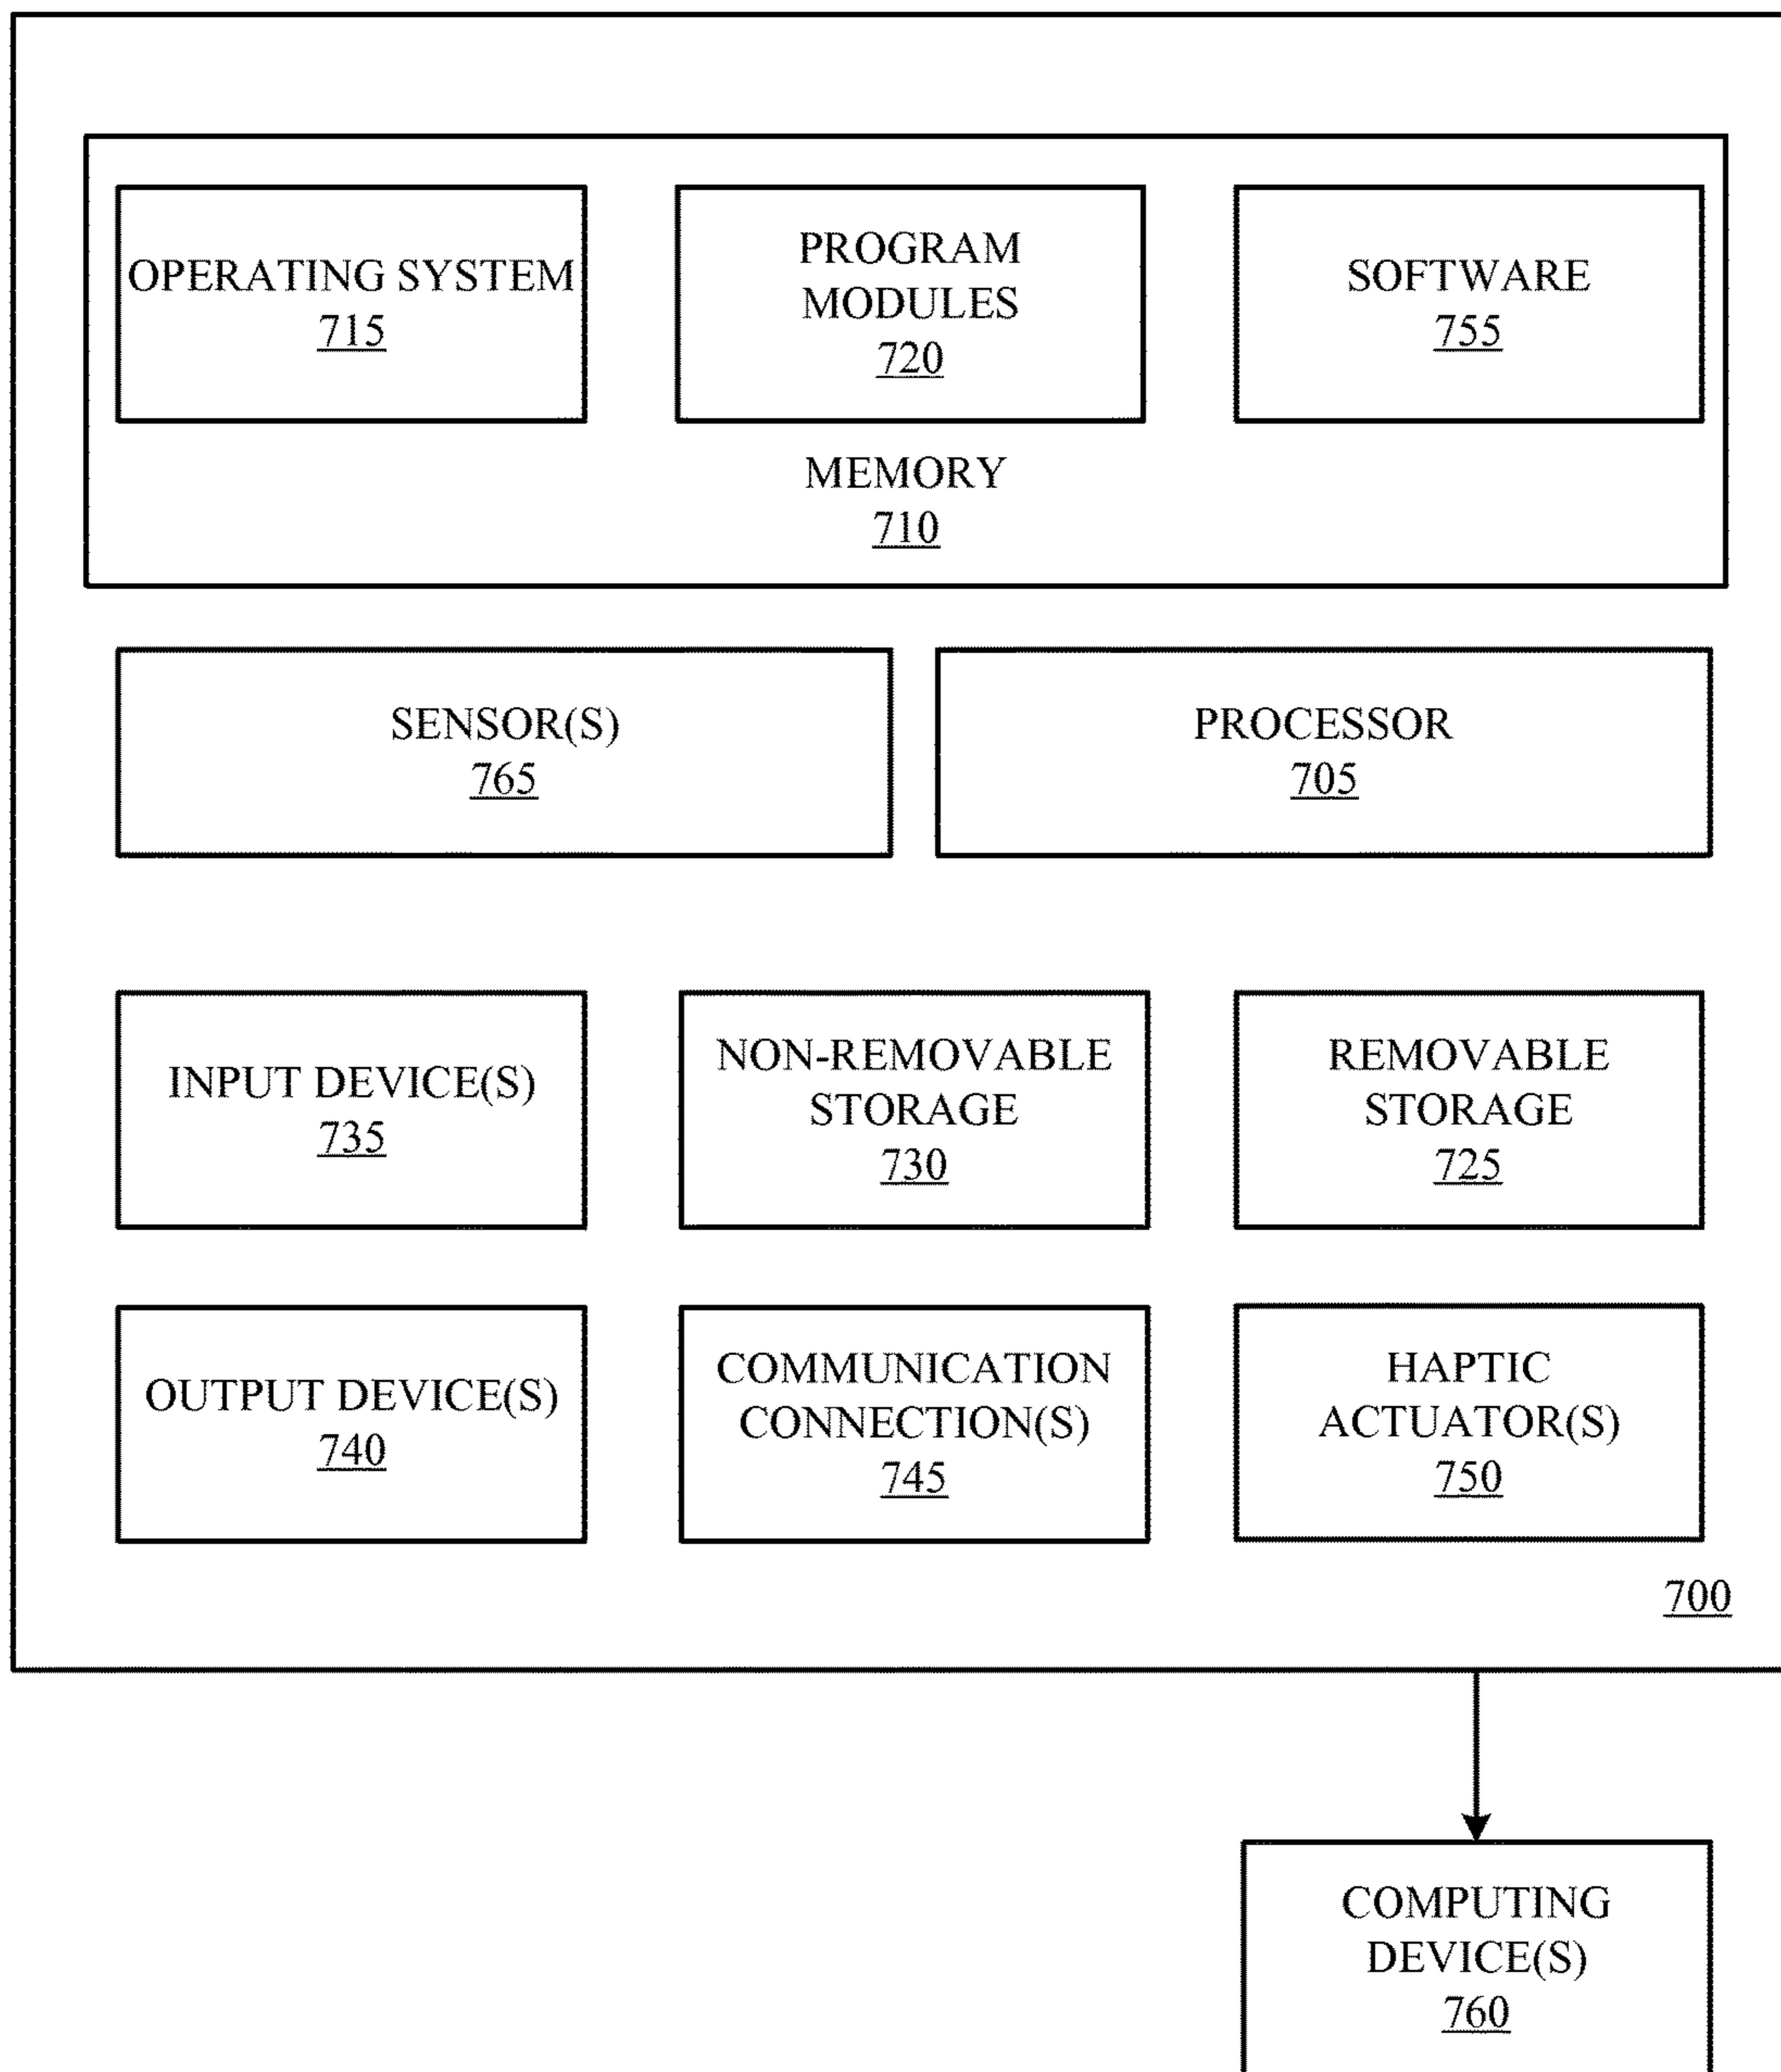 OPERATING SYSTEM
715
PROGRAM
MODULES
720
SOFTWARE
755
MEMORY
710
SENSOR(S)
765
PROCESSOR
705
INPUT DEVICE(S)
735
NON-REMOVABLE
STORAGE
730
REMOVABLE
STORAGE
725
OUTPUT DEVICE(S)
740
COMMUNICATION
CONNECTION(S)
745
HAPTIC
ACTUATOR(S)
750
700
COMPUTING
DEVICE(S)
760